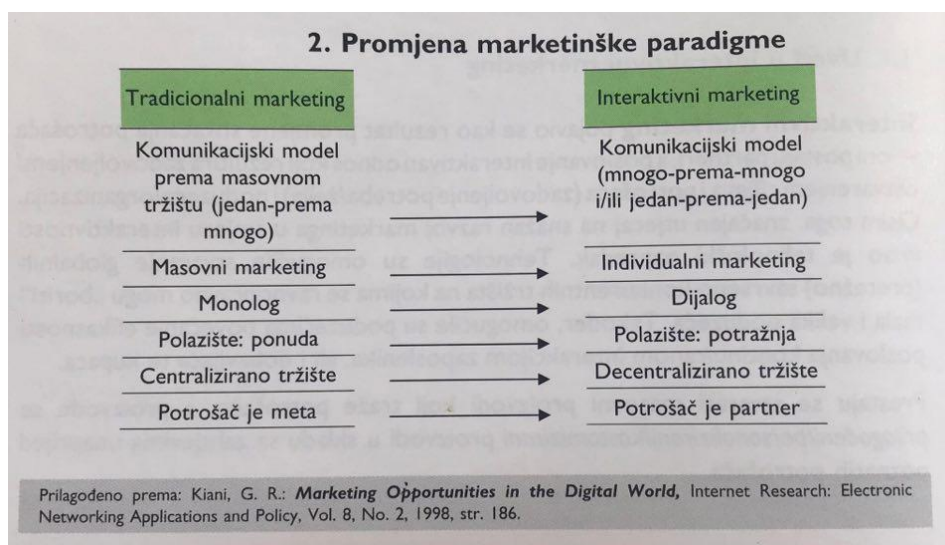 2. Promjena marketinške paradigme
Tradicionalni marketing
Interaktivni marketing
Komunikacijski model
prema masovnom
tržištu (jedan-prema
mnogo)
Komunikacijski model
(mnogo-prema-mnogo
i/ili jedan-prema-jedan)
Masovni marketing
Individualni marketing
Monolog
Dijalog
Polazište: ponuda
Polazište: potražnja
Centralizirano tržište
Decentralizirano tržište
Potrošač je meta
Potrošač je partner
Prilagođeno prema: Kiani, G. R.: Marketing Opportunities in the Digital World, Internet Research: Electronic
Networking Applications and Policy, Vol. 8, No. 2, 1998, str. 186.